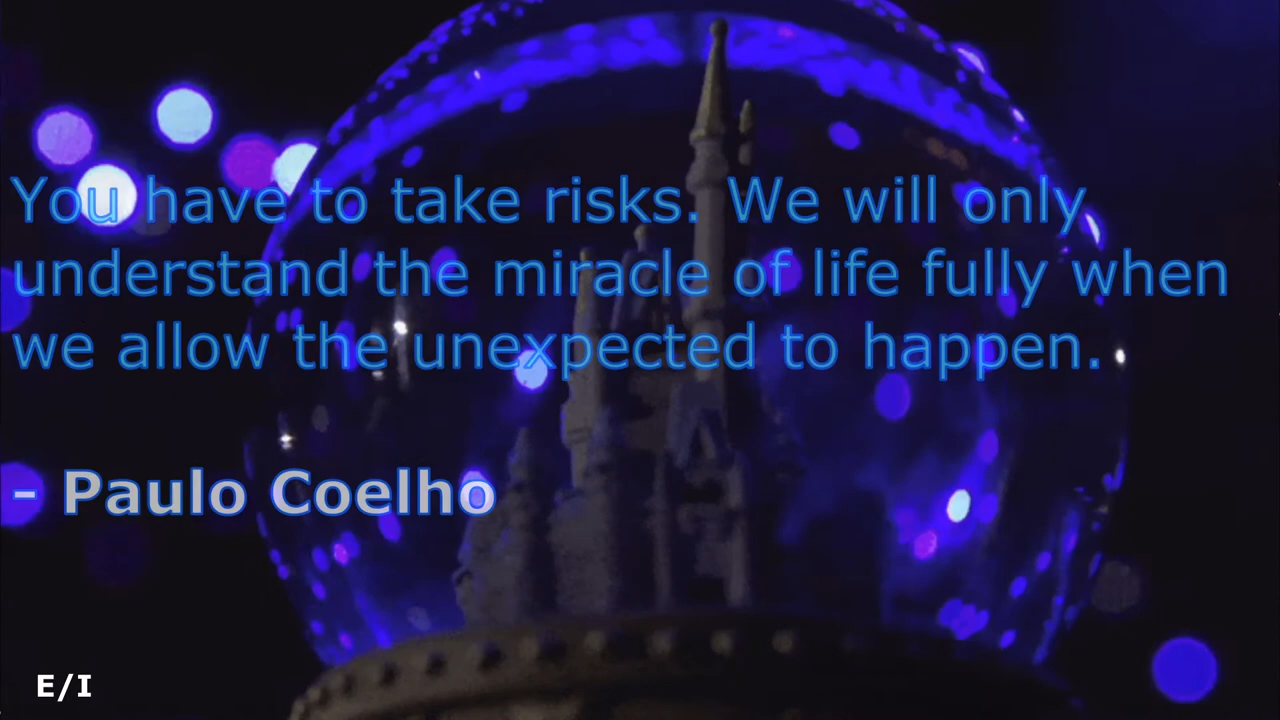 You have to take risks. We will only
understand the miracle of life fully when
we allow the unexpected to happen.
- Paulo Coelho
E/I